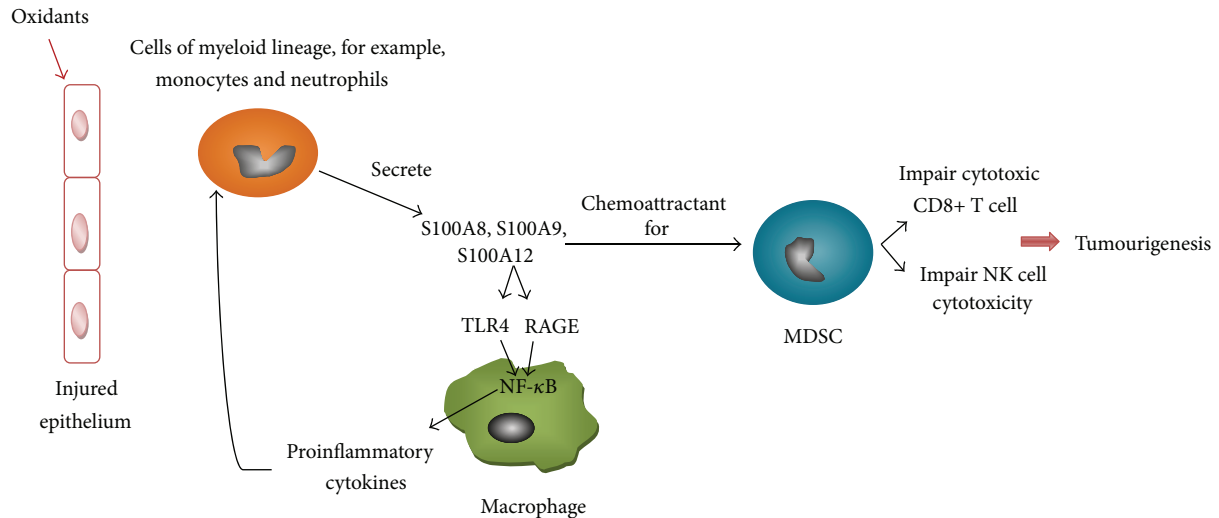 Oxidants
Cells of myeloid lineage, for example,
monocytes and neutrophils
Secrete
S100A8, S100A9,
S100A12
Chemoattractant
for
Impair cytotoxic
CD8+ T cell
Impair NK cell
cytotoxicity
Tumourigenesis
MDSC
TLR4 RAGE
NF-κB
Injured
epithelium
Proinflammatory
cytokines
Macrophage